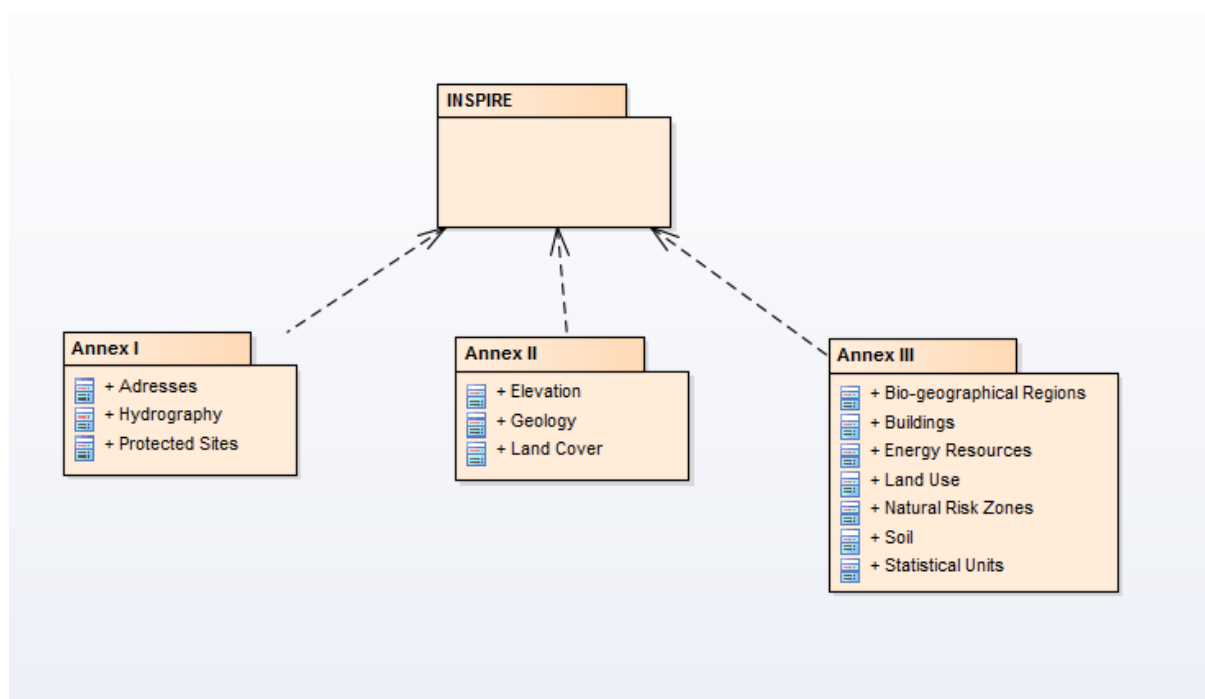 INSPIRE
Annex I
+ Adresses
+ Hydrography
+ Protected Sites
Annex II
+ Elevation
+ Geology
+ Land Cover
Annex III
+ Bio-geographical Regions
+ Buildings
+ Energy Resources
+ Land Use
+ Natural Risk Zones
+ Soil
+ Statistical Units